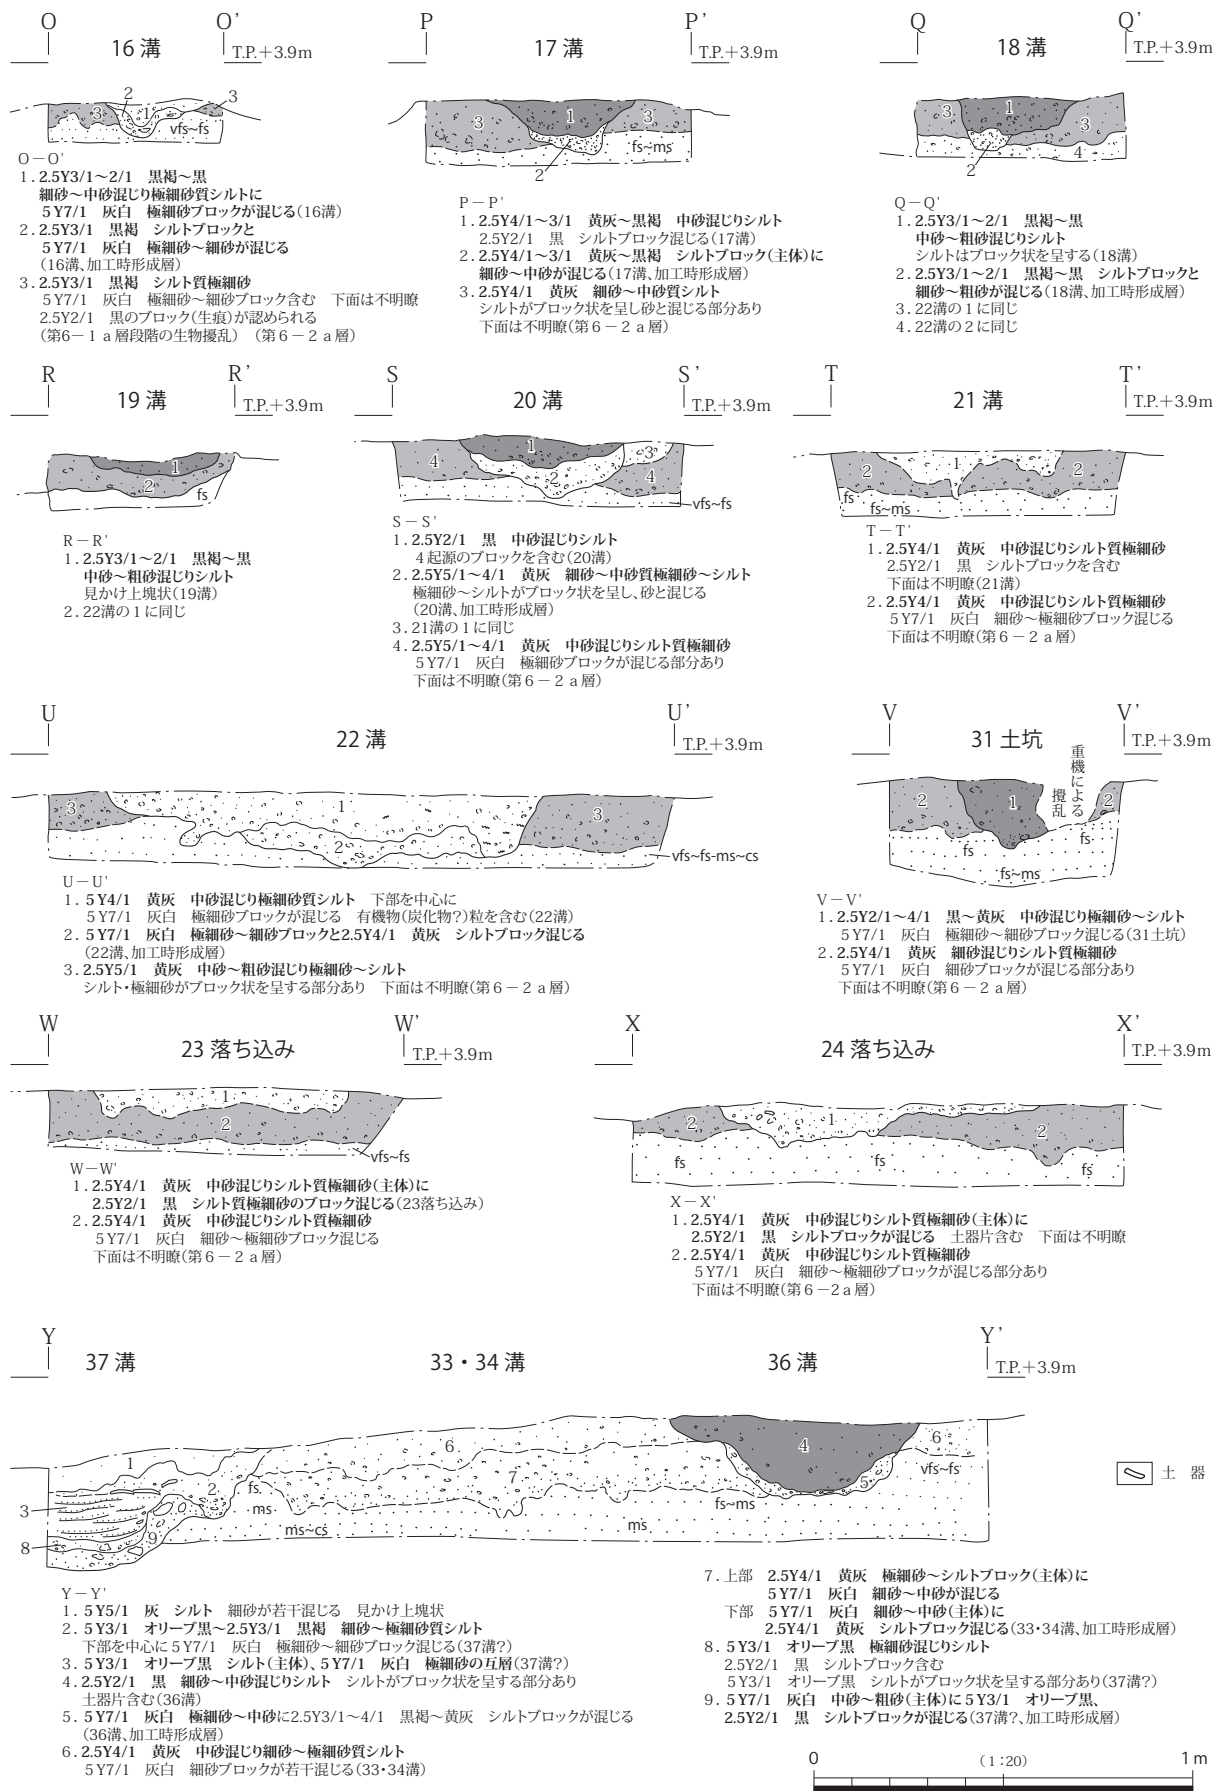 O
O'
16 溝
T.P.+3.9m
2
3
3
1
vfs~fs
O－O'
1. 2.5Y3/1～2/1　黒褐～黒
細砂～中砂混じり極細砂質シルトに
5Y7/1　灰白　極細砂ブロックが混じる(16溝)
2. 2.5Y3/1　黒褐　シルトブロックと
5Y7/1　灰白　極細砂～細砂が混じる
(16溝、加工時形成層)
3. 2.5Y3/1　黒褐　シルト質極細砂
5Y7/1　灰白　極細砂～細砂ブロック含む　下面は不明瞭
2.5Y2/1　黒のブロック(生痕)が認められる
(第6－1ａ層段階の生物擾乱)　(第6－2ａ層)
P
P'
17 溝
T.P.+3.9m
3
1
3
fs~ms
2
P－P'
1. 2.5Y4/1～3/1　黄灰～黒褐　中砂混じりシルト
2.5Y2/1　黒　シルトブロック混じる(17溝)
2. 2.5Y4/1～3/1　黄灰～黒褐　シルトブロック(主体)に
細砂～中砂が混じる(17溝、加工時形成層)
3. 2.5Y4/1　黄灰　細砂～中砂質シルト
シルトがブロック状を呈し砂と混じる部分あり
下面は不明瞭(第6－2ａ層)
Q
Q'
18 溝
T.P.+3.9m
3
1
3
4
2
Q－Q'
1. 2.5Y3/1～2/1　黒褐～黒
中砂～粗砂混じりシルト
シルトはブロック状を呈する(18溝)
2. 2.5Y3/1～2/1　黒褐～黒　シルトブロックと
細砂～粗砂が混じる(18溝、加工時形成層)
3. 22溝の1に同じ
4. 22溝の2に同じ
R
R'
19 溝
T.P.+3.9m
1
2
fs
R－R'
1. 2.5Y3/1～2/1　黒褐～黒
中砂～粗砂混じりシルト
見かけ上塊状(19溝)
2. 22溝の1に同じ
S
S'
20 溝
T.P.+3.9m
1
3
4
2
4
vfs~fs
S－S'
1. 2.5Y2/1　黒　中砂混じりシルト
4起源のブロックを含む(20溝)
2. 2.5Y5/1～4/1　黄灰　細砂～中砂質極細砂～シルト
極細砂～シルトがブロック状を呈し、砂と混じる
(20溝、加工時形成層)
3. 21溝の1に同じ
4. 2.5Y5/1～4/1　黄灰　中砂混じりシルト質極細砂
5Y7/1　灰白　極細砂ブロックが混じる部分あり
下面は不明瞭(第6－2ａ層)
T
T'
21 溝
T.P.+3.9m
2
1
2
fs
fs~ms
T－T'
1. 2.5Y4/1　黄灰　中砂混じりシルト質極細砂
2.5Y2/1　黒　シルトブロックを含む
下面は不明瞭(21溝)
2. 2.5Y4/1　黄灰　中砂混じりシルト質極細砂
5Y7/1　灰白　細砂～極細砂ブロック混じる
下面は不明瞭(第6－2ａ層)
U
U'
22 溝
T.P.+3.9m
3
1
3
2
vfs~fs-ms~cs
U－U'
1. 5Y4/1　黄灰　中砂混じり極細砂質シルト　下部を中心に
5Y7/1　灰白　極細砂ブロックが混じる　有機物(炭化物?)粒を含む(22溝)
2. 5Y7/1　灰白　極細砂～細砂ブロックと2.5Y4/1　黄灰　シルトブロック混じる
(22溝、加工時形成層)
3. 2.5Y5/1　黄灰　中砂～粗砂混じり極細砂～シルト
シルト・極細砂がブロック状を呈する部分あり　下面は不明瞭(第6－2ａ層)
V
V'
31 土坑
T.P.+3.9m
重機による
攪乱
2
1
2
fs
fs
fs~ms
V－V'
1. 2.5Y2/1～4/1　黒～黄灰　中砂混じり極細～シルト
5Y7/1　灰白　極細砂～細砂ブロック混じる(31土坑)
2. 2.5Y4/1　黄灰　細砂混じりシルト質極細砂
5Y7/1　灰白　細砂ブロックが混じる部分あり
下面は不明瞭(第6－2ａ層)
W
W'
23 落ち込み
T.P.+3.9m
1
2
vfs~fs
W－W'
1. 2.5Y4/1　黄灰　中砂混じりシルト質極細砂(主体)に
2.5Y2/1　黒　シルト質極細砂のブロック混じる(23落ち込み)
2. 2.5Y4/1　黄灰　中砂混じりシルト質極細砂
5Y7/1　灰白　細砂～極細砂ブロック混じる
下面は不明瞭(第6－2ａ層)
X
X'
24 落ち込み
T.P.+3.9m
2
1
2
fs
fs
fs
X－X'
1. 2.5Y4/1　黄灰　中砂混じりシルト質極細砂(主体)に
2.5Y2/1　黒　シルトブロックが混じる　土器片含む　下面は不明瞭
2. 2.5Y4/1　黄灰　中砂混じりシルト質極細砂
5Y7/1　灰白　細砂～極細砂ブロックが混じる部分あり
下面は不明瞭(第6－2ａ層)
Y
Y'
37 溝
33・34 溝
36 溝
T.P.+3.9m
1
6
4
6
2
fs
7
5
vfs~fs
3
ms
fs~ms
9
ms~cs
ms
8
土　器
Y－Y'
1. 5Y5/1　灰　シルト　細砂が若干混じる　見かけ上塊状
2. 5Y3/1　オリーブ黒～2.5Y3/1　黒褐　細砂～極細砂質シルト
下部を中心に5Y7/1　灰白　極細砂～細砂ブロック混じる(37溝?)
3. 5Y3/1　オリーブ黒　シルト(主体)、5Y7/1　灰白　極細砂の互層(37溝?)
4. 2.5Y2/1　黒　細砂～中砂混じりシルト　シルトがブロック状を呈する部分あり
土器片含む(36溝)
5. 5Y7/1　灰白　極細砂～中砂に2.5Y3/1～4/1　黒褐～黄灰　シルトブロックが混じる
(36溝、加工時形成層)
6. 2.5Y4/1　黄灰　中砂混じり細砂～極細砂質シルト
5Y7/1　灰白　細砂ブロックが若干混じる(33・34溝)
7. 上部　2.5Y4/1　黄灰　極細砂～シルトブロック(主体)に
5Y7/1　灰白　細砂～中砂が混じる
下部　5Y7/1　灰白　細砂～中砂(主体)に
2.5Y4/1　黄灰　シルトブロック混じる(33・34溝、加工時形成層)
8. 5Y3/1　オリーブ黒　極細砂混じりシルト
2.5Y2/1　黒　シルトブロック含む
5Y3/1　オリーブ黒　シルトがブロック状を呈する部分あり(37溝?)
9. 5Y7/1　灰白　中砂～粗砂(主体)に5Y3/1　オリーブ黒、
2.5Y2/1　黒　シルトブロックが混じる(37溝?、加工時形成層)
0
(1:20)
1 m